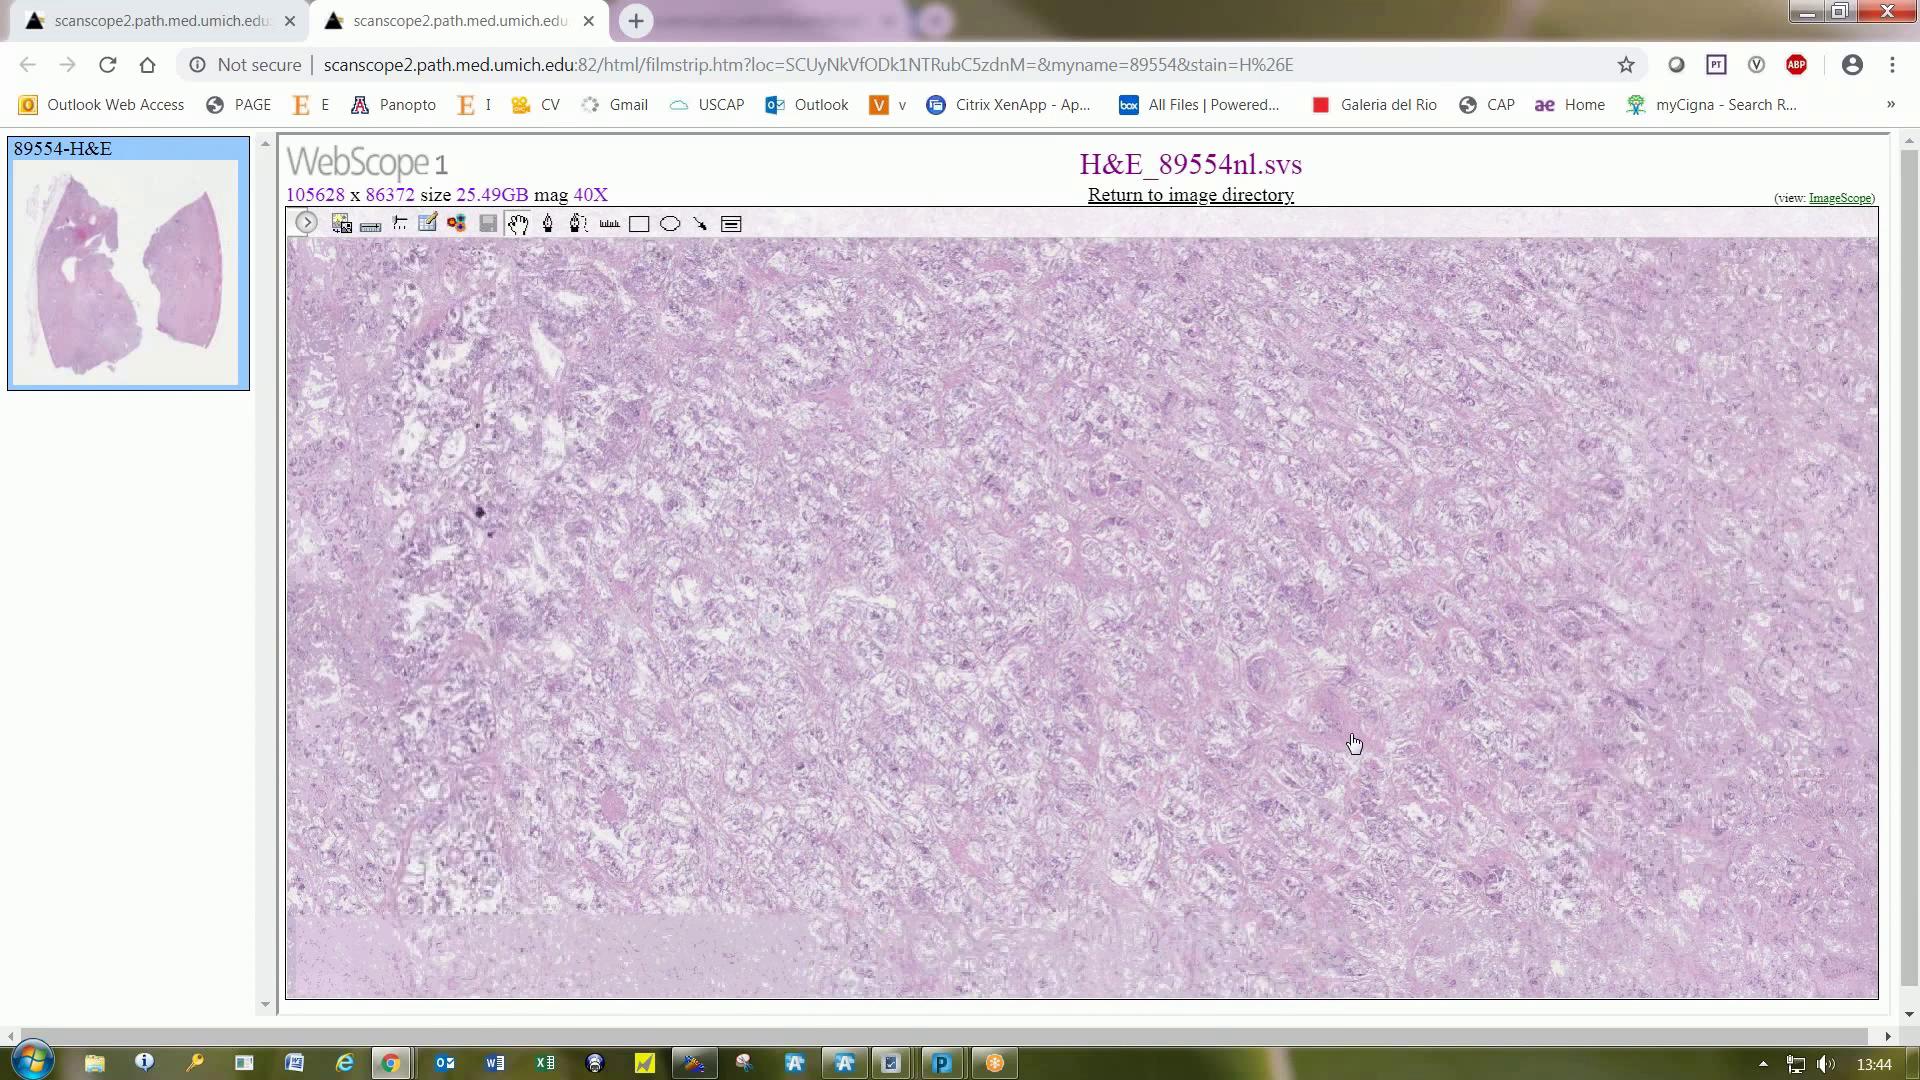 scanscope2.path.med.umich.edu
scanscope2.path.med.umich.edu
Not secure scanscope2.path.med.umich.edu:82/html/filmstrip.htm?loc=SCUyNkVfODk1NTRubC5zdnM=&myname=89554&stain=H%26E
PT V ABP
Outlook Web Access PAGE E Panopto I CV Gmail USCAP Outlook v Citrix XenApp - Ap... All Files | Powered... Galeria del Rio CAP Home myCigna - Search R... »
89554-H&E
WebScope 1
H&E_89554nl.svs
105628 x 86372 size 25.49GB mag 40X
Return to image directory
(view: ImageScope)
13:44